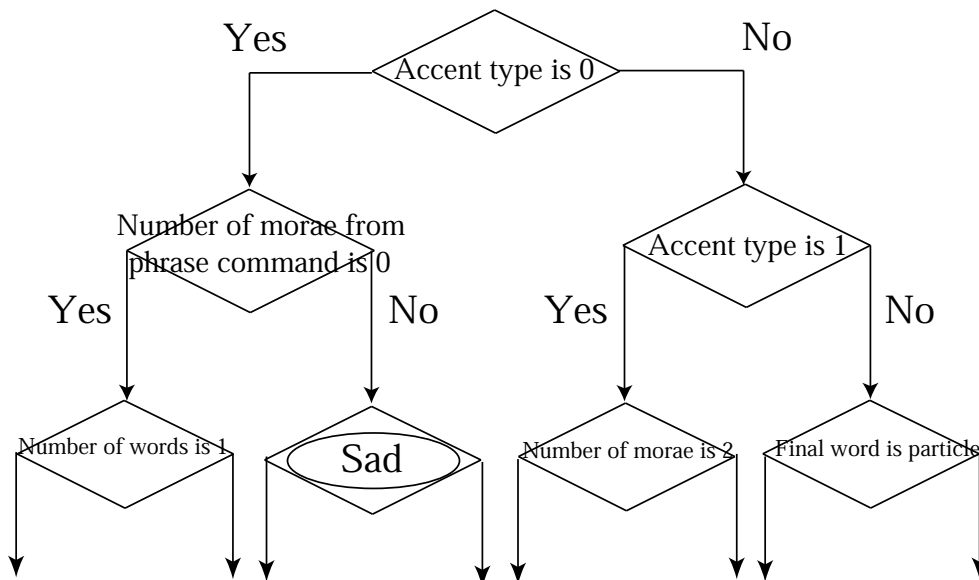 Yes
No
Accent type is 0
Number of morae from
phrase command is 0
Accent type is 1
Yes
No
Yes
No
Number of words is 1
Sad
Number of morae is 2
Final word is particle